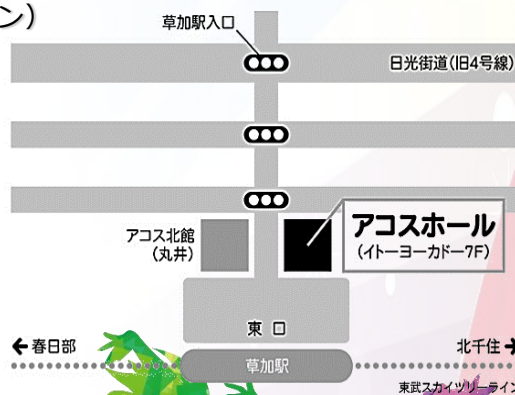 ン)
草加駅入口
日光街道(旧4号線)
アコスホール
(イトーヨーカドー7F)
アコス北館
(丸井)
東 口
←春日部
北千住→
草加駅
東武スカイツリーライン